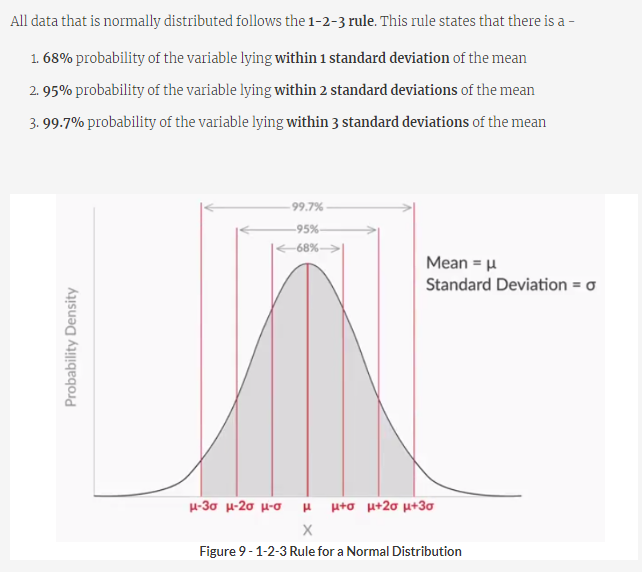 All data that is normally distributed follows the 1-2-3 rule. This rule states that there is a -
1. 68% probability of the variable lying within 1 standard deviation of the mean
2. 95% probability of the variable lying within 2 standard deviations of the mean
3. 99.7% probability of the variable lying within 3 standard deviations of the mean
99.7%
95%
68%
Mean = μ
Standard Deviation = σ
Probability Density
μ-3σ μ-2σ μ-σ μ μ+σ μ+2σ μ+3σ
X
Figure 9 - 1-2-3 Rule for a Normal Distribution